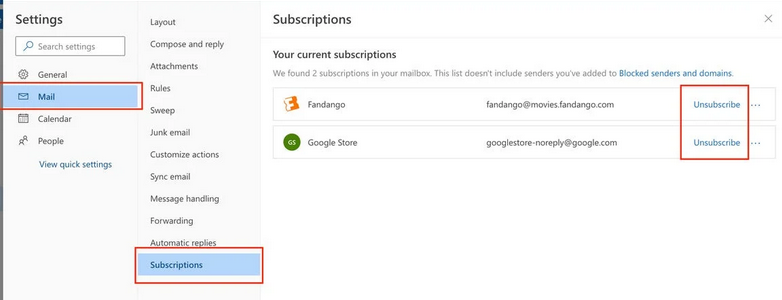 Settings
Search settings
General
Mail
Calendar
People
View quick settings
Layout
Compose and reply
Attachments
Rules
Sweep
Junk email
Customize actions
Sync email
Message handling
Forwarding
Automatic replies
Subscriptions
Subscriptions
Your current subscriptions
We found 2 subscriptions in your mailbox. This list doesn't include senders you've added to Blocked senders and domains.
Fandango fandango@movies.fandango.com Unsubscribe ...
GS Google Store googlestore-noreply@google.com Unsubscribe ...